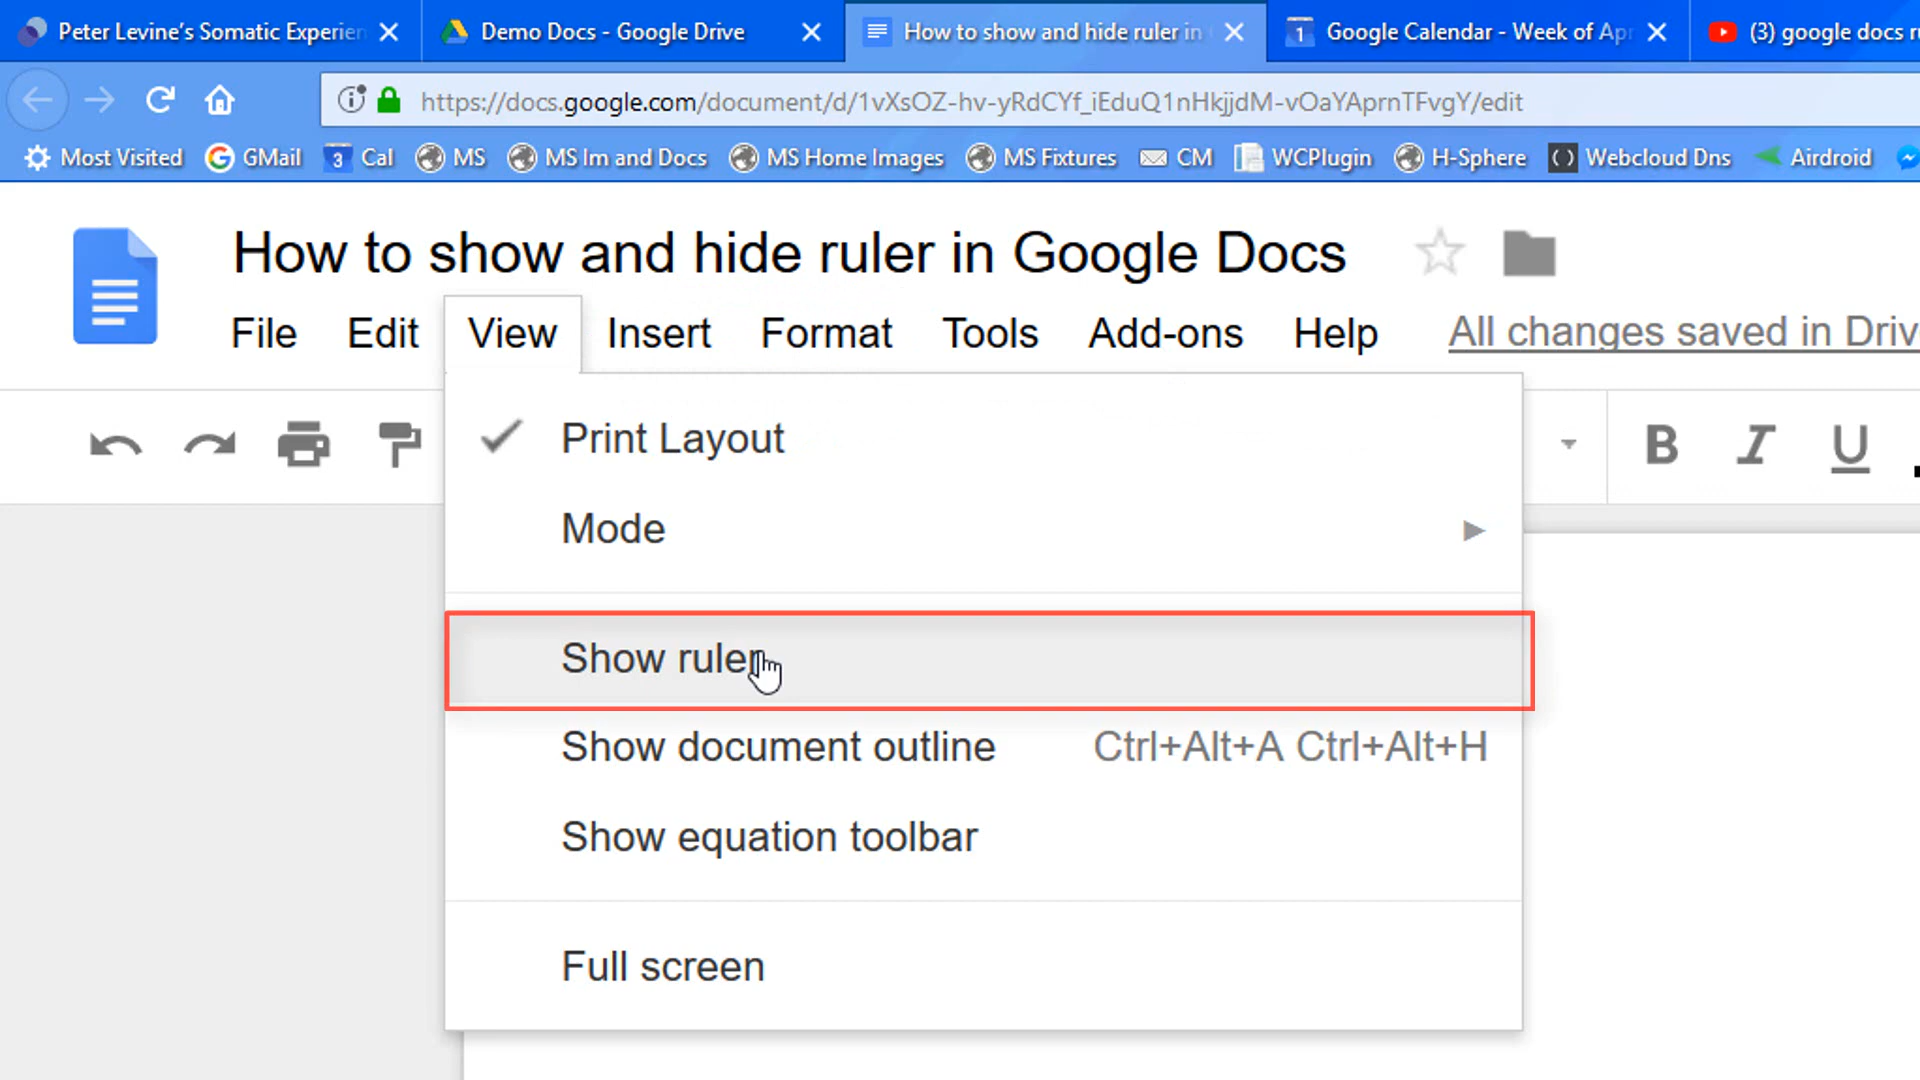 Peter Levine's Somatic Experien
Demo Docs - Google Drive
How to show and hide ruler in
Google Calendar - Week of Apr
(3) google docs ru
https://docs.google.com/document/d/1vXsOZ-hv-yRdCYf_iEduQ1nHkjjdM-vOaYAprnTFvgY/edit
Most Visited GMail 3 Cal MS MS Im and Docs MS Home Images MS Fixtures CM WCPlugin H-Sphere Webcloud Dns Airdroid
How to show and hide ruler in Google Docs
File Edit View Insert Format Tools Add-ons Help All changes saved in Driv
B I U
Print Layout
Mode
Show ruler
Show document outline Ctrl+Alt+A Ctrl+Alt+H
Show equation toolbar
Full screen